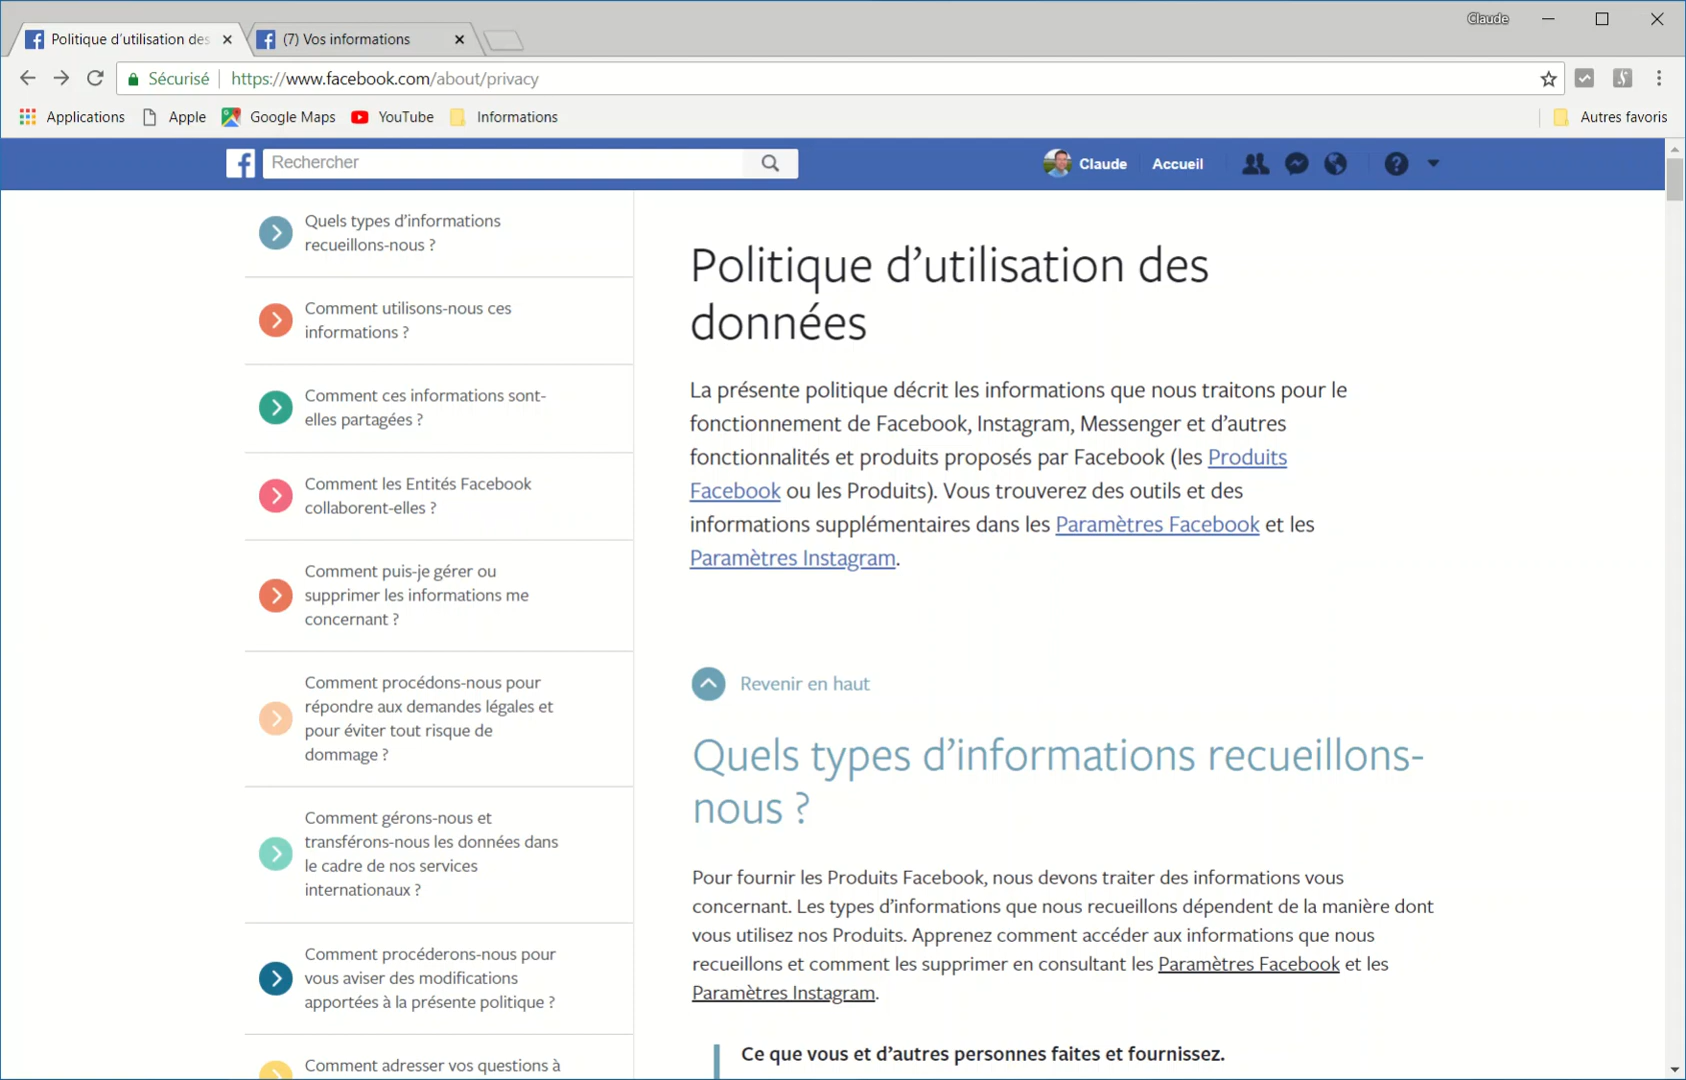 Claude
Politique d'utilisation des
(7) Vos informations
Sécurisé
https://www.facebook.com/about/privacy
Applications
Apple
Google Maps
YouTube
Informations
Autres favoris
Rechercher
Claude
Accueil
Quels types d'informations
recueillons-nous ?
Comment utilisons-nous ces
informations ?
Comment ces informations sont-
elles partagées ?
Comment les Entités Facebook
collaborent-elles ?
Comment puis-je gérer ou
supprimer les informations me
concernant ?
Comment procédons-nous pour
répondre aux demandes légales et
pour éviter tout risque de
dommage ?
Comment gérons-nous et
transférons-nous les données dans
le cadre de nos services
internationaux ?
Comment procéderons-nous pour
vous aviser des modifications
apportées à la présente politique ?
Comment adresser vos questions à
Politique d'utilisation des
données
La présente politique décrit les informations que nous traitons pour le
fonctionnement de Facebook, Instagram, Messenger et d'autres
fonctionnalités et produits proposés par Facebook (les Produits
Facebook ou les Produits). Vous trouverez des outils et des
informations supplémentaires dans les Paramètres Facebook et les
Paramètres Instagram.
Revenir en haut
Quels types d'informations recueillons-
nous ?
Pour fournir les Produits Facebook, nous devons traiter des informations vous
concernant. Les types d'informations que nous recueillons dépendent de la manière dont
vous utilisez nos Produits. Apprenez comment accéder aux informations que nous
recueillons et comment les supprimer en consultant les Paramètres Facebook et les
Paramètres Instagram.
Ce que vous et d'autres personnes faites et fournissez.